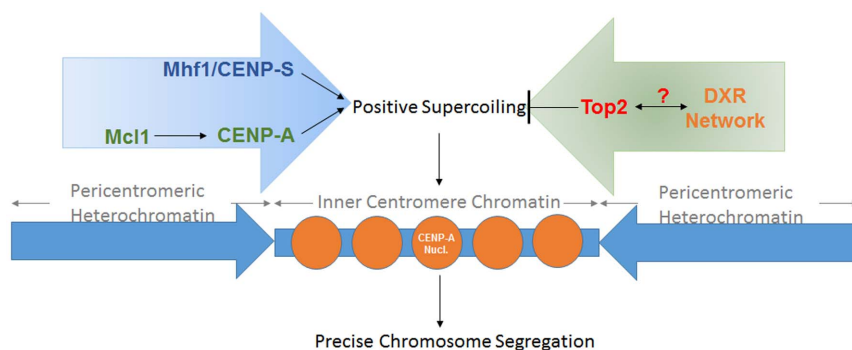 Mhf1/CENP-S
Mcl1
CENP-A
Positive Supercoiling
Top2
?
DXR
Network
Pericentromeric
Heterochromatin
Inner Centromere Chromatin
Pericentromeric
Heterochromatin
CENP-A
Nucl.
Precise Chromosome Segregation